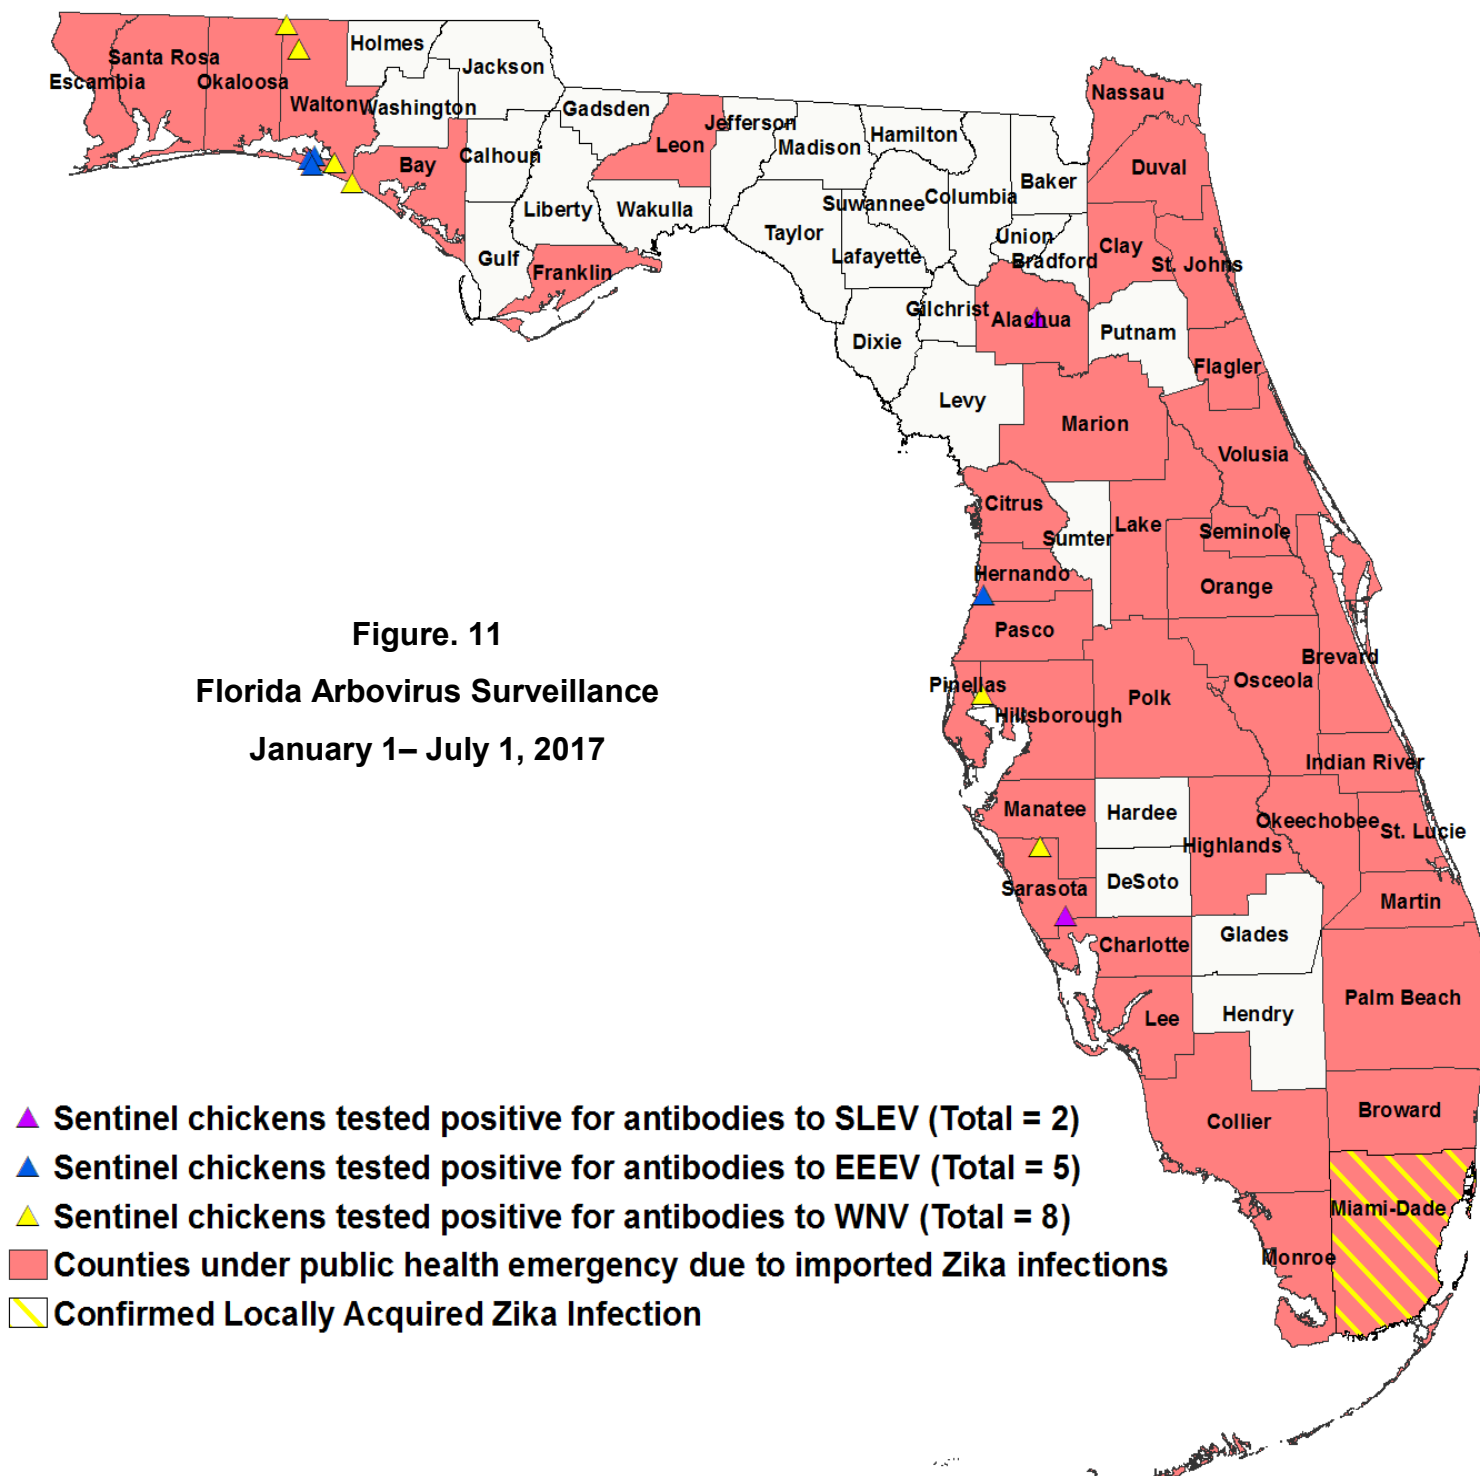 Holmes
Jackson
Santa Rosa
Escambia
Okaloosa
Walton
Washington
Gadsden
Jefferson
Leon
Madison
Hamilton
Nassau
Bay
Calhoun
Liberty
Wakulla
Suwannee
Columbia
Baker
Duval
Taylor
Lafayette
Union
Bradford
Clay
St. Johns
Gulf
Franklin
Gilchrist
Alachua
Dixie
Putnam
Flagler
Levy
Marion
Volusia
Citrus
Sumter
Lake
Seminole
Hernando
Orange
Pasco
Figure. 11
Florida Arbovirus Surveillance
January 1– July 1, 2017
Brevard
Pinellas
Hillsborough
Polk
Osceola
Indian River
Manatee
Hardee
Okeechobee
St. Lucie
Highlands
Sarasota
DeSoto
Martin
Charlotte
Glades
Palm Beach
Lee
Hendry
Collier
Broward
Miami-Dade
Monroe
Sentinel chickens tested positive for antibodies to SLEV (Total = 2)
Sentinel chickens tested positive for antibodies to EEEV (Total = 5)
Sentinel chickens tested positive for antibodies to WNV (Total = 8)
Counties under public health emergency due to imported Zika infections
Confirmed Locally Acquired Zika Infection